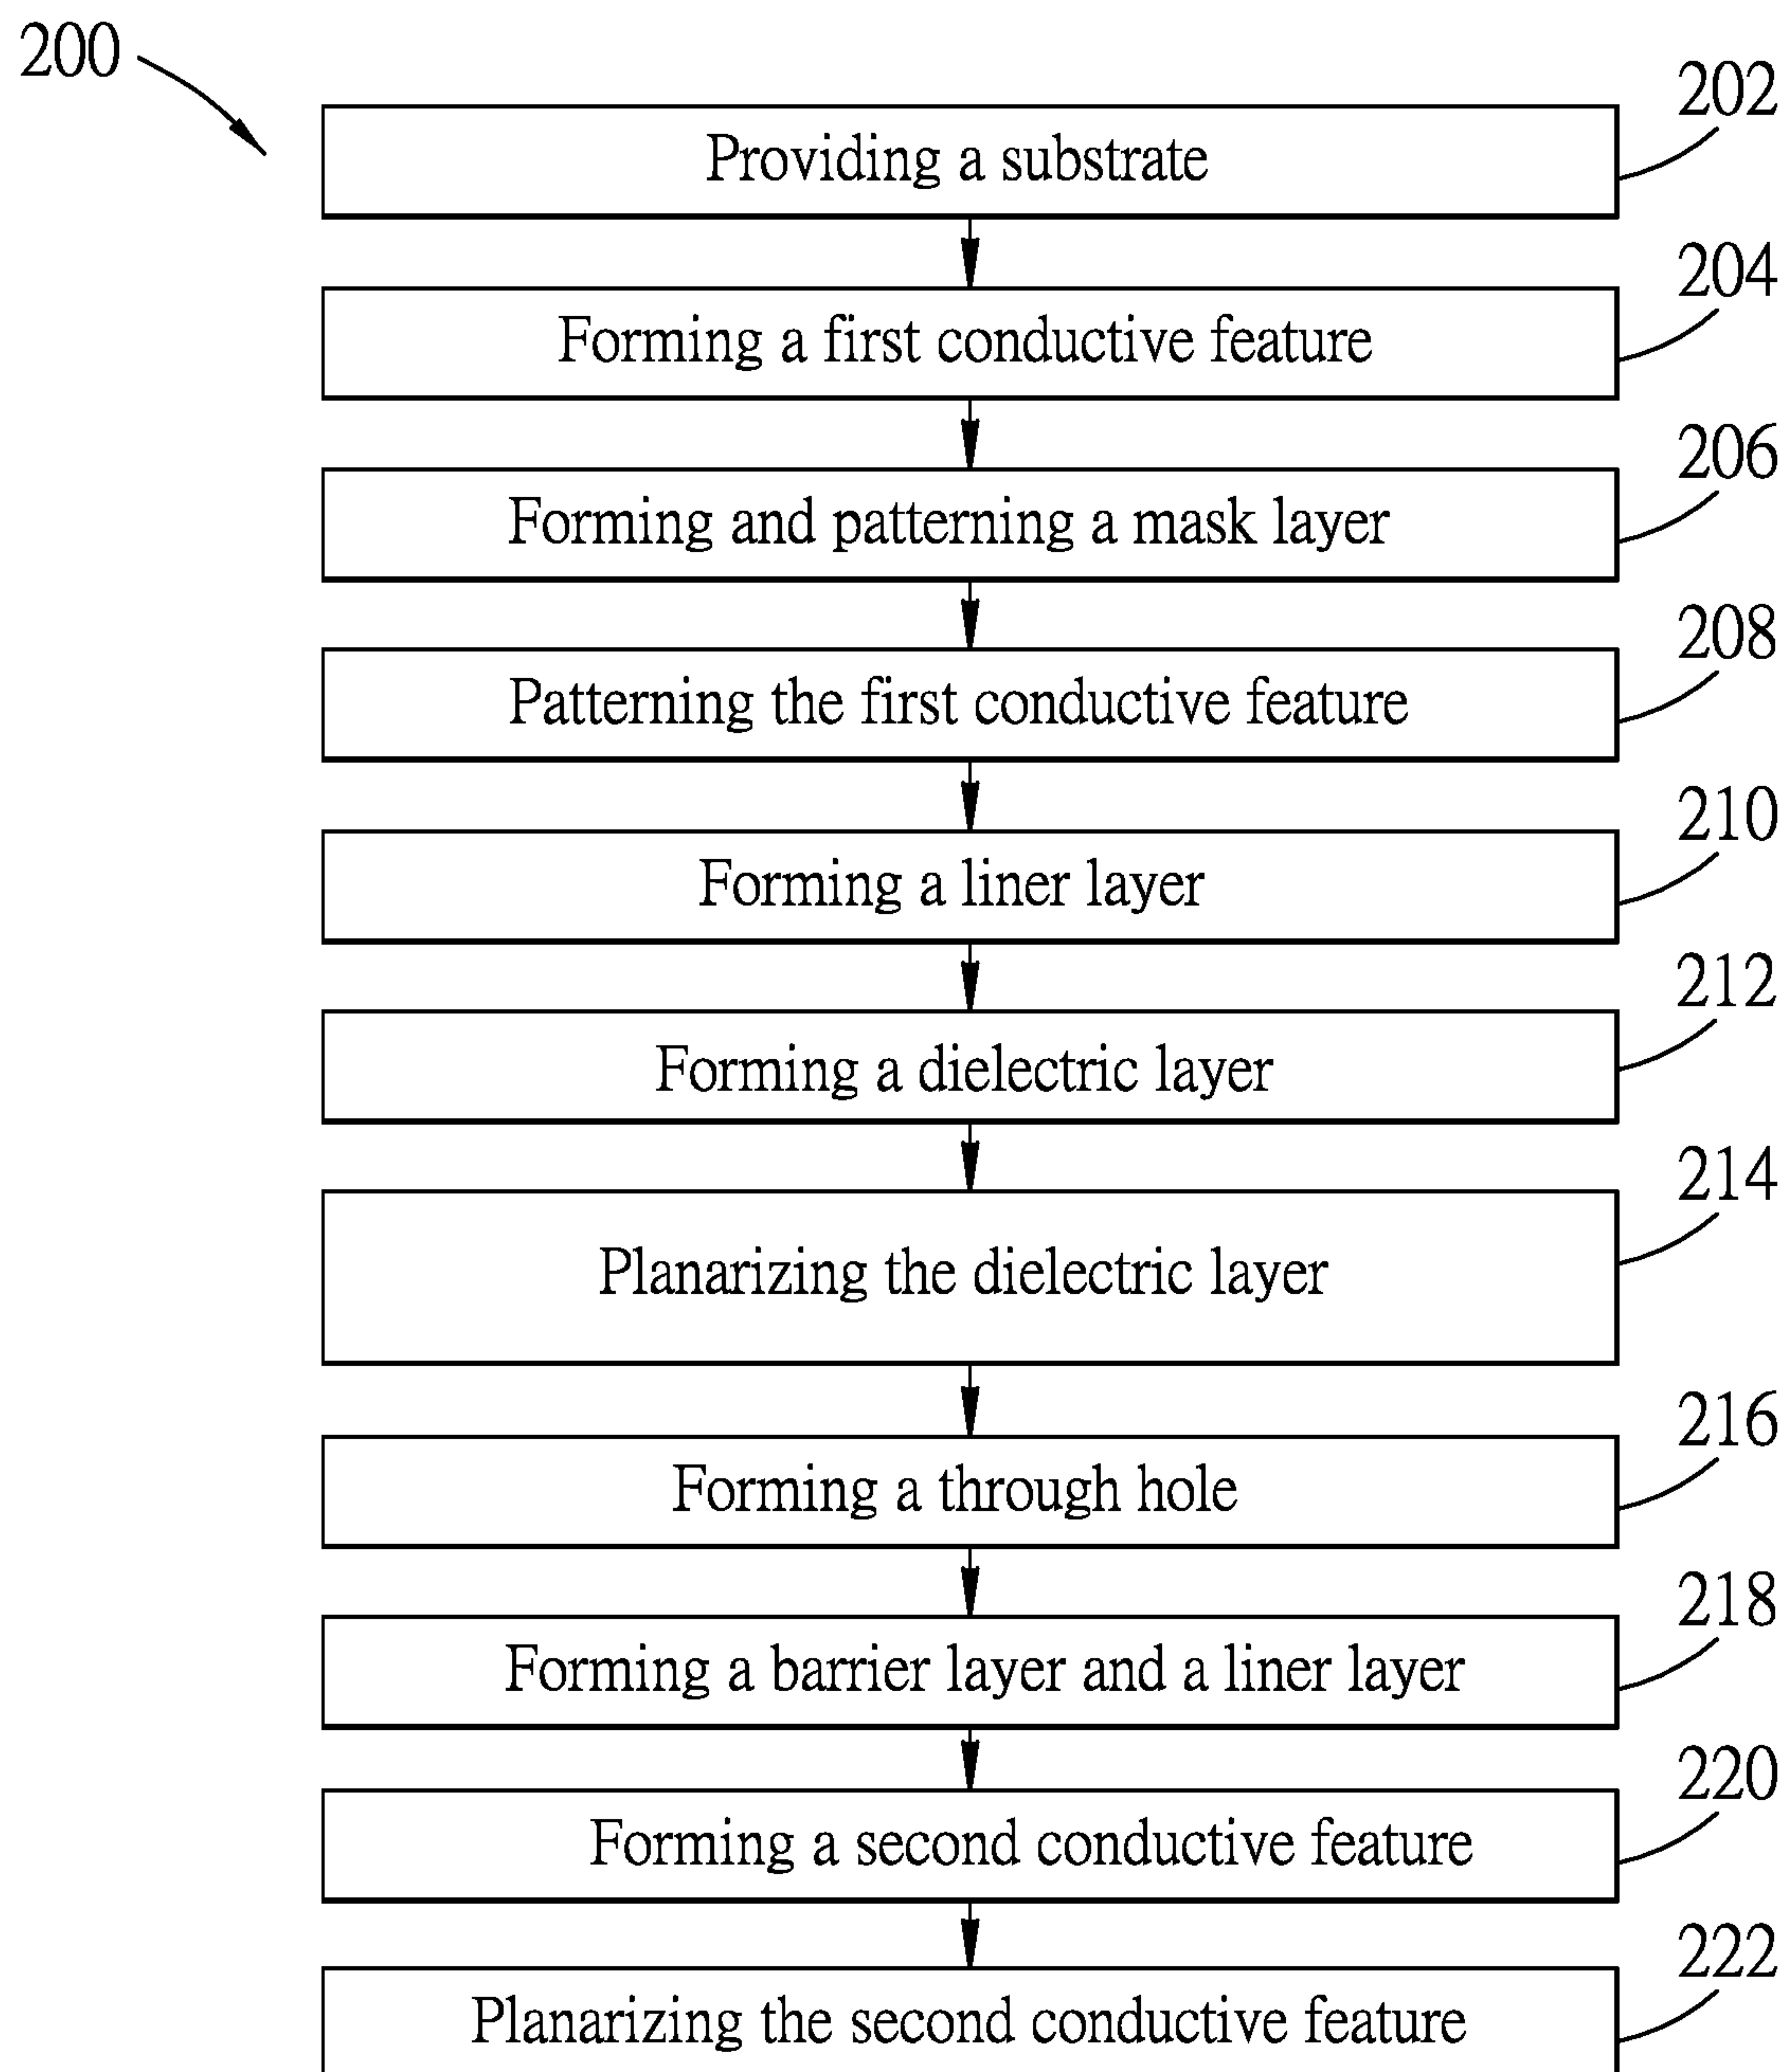 200
202
Providing a substrate
204
Forming a first conductive feature
206
Forming and patterning a mask layer
208
Patterning the first conductive feature
210
Forming a liner layer
212
Forming a dielectric layer
214
Planarizing the dielectric layer
216
Forming a through hole
218
Forming a barrier layer and a liner layer
220
Forming a second conductive feature
222
Planarizing the second conductive feature